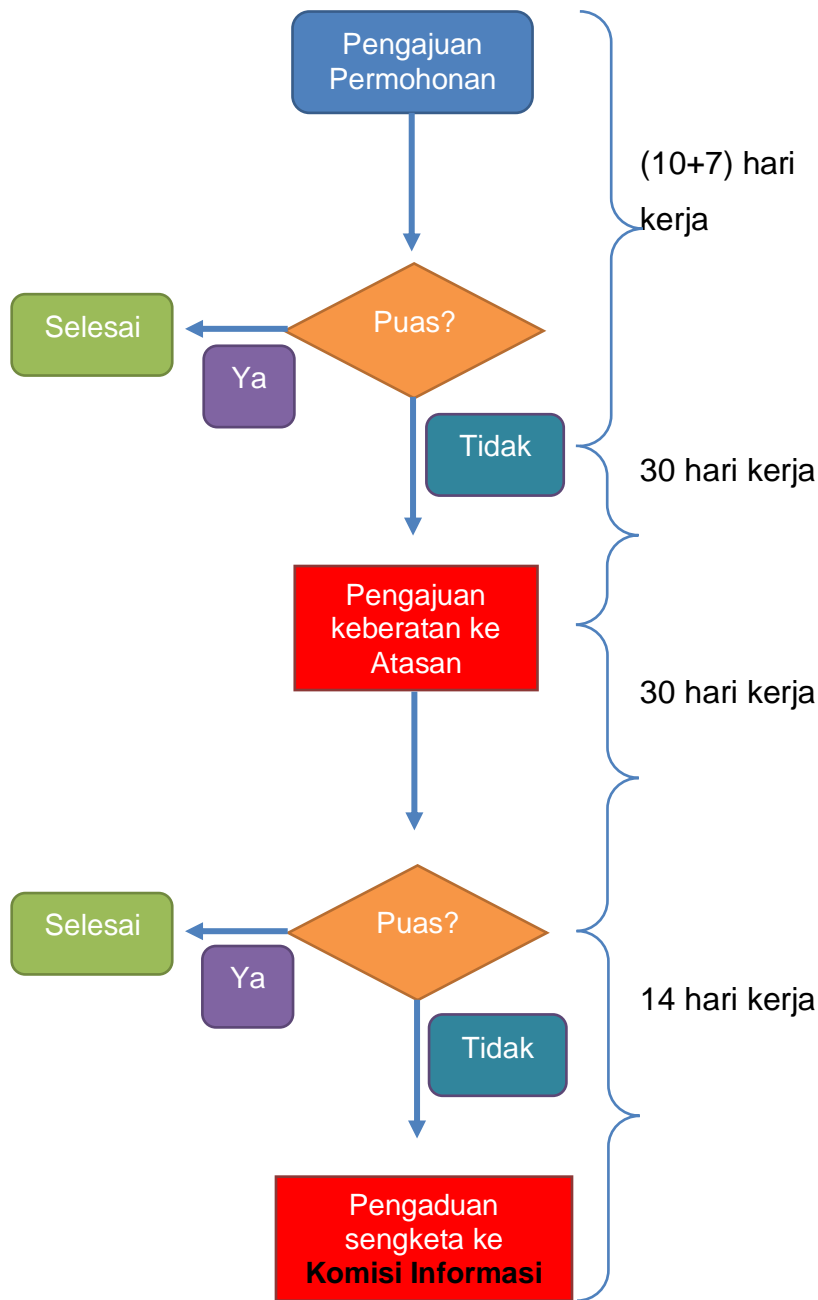 Pengajuan
Permohonan
(10+7) hari
kerja
Puas?
Selesai
Ya
Tidak
30 hari kerja
Pengajuan
keberatan ke
Atasan
30 hari kerja
Puas?
Selesai
Ya
14 hari kerja
Tidak
Pengaduan
sengketa ke
Komisi Informasi